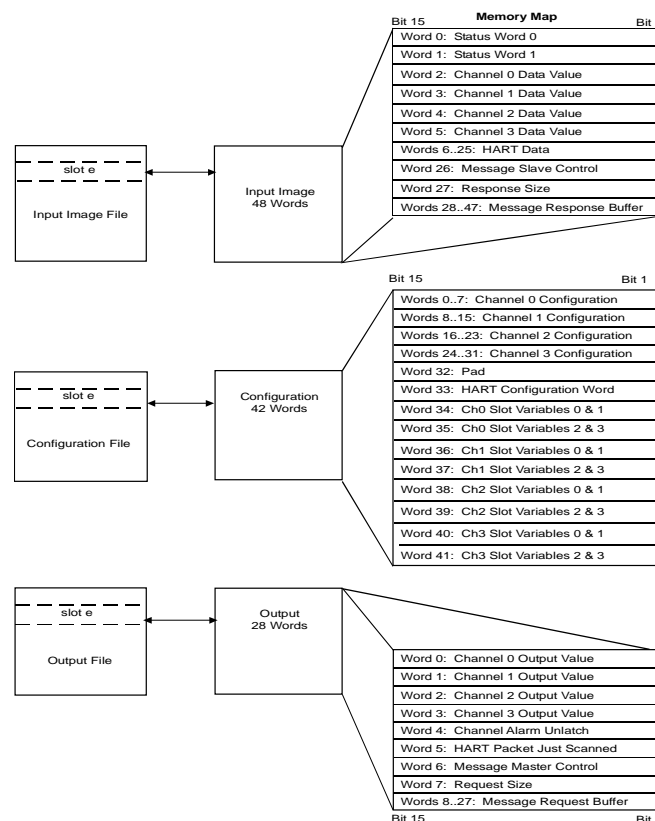 Bit 15 Memory Map Bit
Word 0: Status Word 0
Word 1: Status Word 1
Word 2: Channel 0 Data Value
Word 3: Channel 1 Data Value
Word 4: Channel 2 Data Value
Word 5: Channel 3 Data Value
Words 6..25: HART Data
Word 26: Message Slave Control
Word 27: Response Size
Words 28..47: Message Response Buffer
slot e
Input Image File
Input Image
48 Words
Bit 15 Bit 1
Words 0..7: Channel 0 Configuration
Words 8..15: Channel 1 Configuration
Words 16..23: Channel 2 Configuration
Words 24..31: Channel 3 Configuration
Word 32: Pad
Word 33: HART Configuration Word
Word 34: Ch0 Slot Variables 0 & 1
Word 35: Ch0 Slot Variables 2 & 3
Word 36: Ch1 Slot Variables 0 & 1
Word 37: Ch1 Slot Variables 2 & 3
Word 38: Ch2 Slot Variables 0 & 1
Word 39: Ch2 Slot Variables 2 & 3
Word 40: Ch3 Slot Variables 0 & 1
Word 41: Ch3 Slot Variables 2 & 3
slot e
Configuration File
Configuration
42 Words
slot e
Output File
Output
28 Words
Word 0: Channel 0 Output Value
Word 1: Channel 1 Output Value
Word 2: Channel 2 Output Value
Word 3: Channel 3 Output Value
Word 4: Channel Alarm Unlatch
Word 5: HART Packet Just Scanned
Word 6: Message Master Control
Word 7: Request Size
Words 8..27: Message Request Buffer
Bit 15 Bit